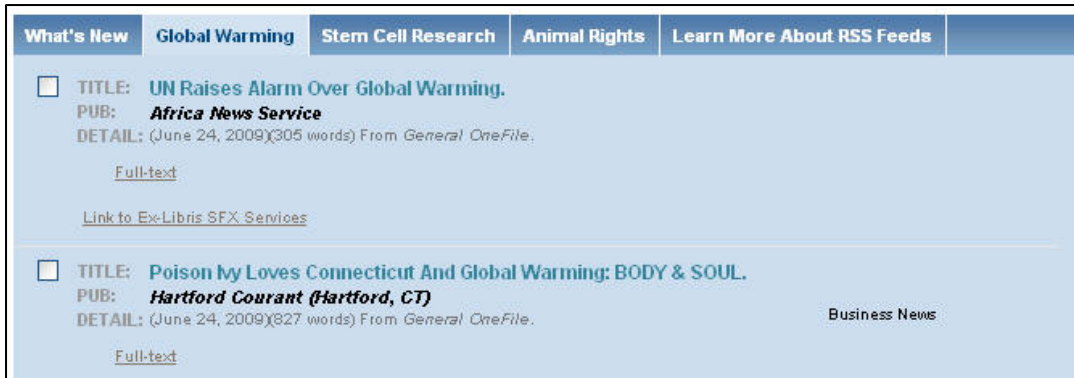 What's New Global Warming Stem Cell Research Animal Rights Learn More About RSS Feeds
TITLE: UN Raises Alarm Over Global Warming.
PUB: Africa News Service
DETAIL: (June 24, 2009)(305 words) From General OneFile.
Full-text
Link to Ex-Libris SFX Services
TITLE: Poison Ivy Loves Connecticut And Global Warming: BODY & SOUL.
PUB: Hartford Courant (Hartford, CT)
DETAIL: (June 24, 2009)(827 words) From General OneFile. Business News
Full-text